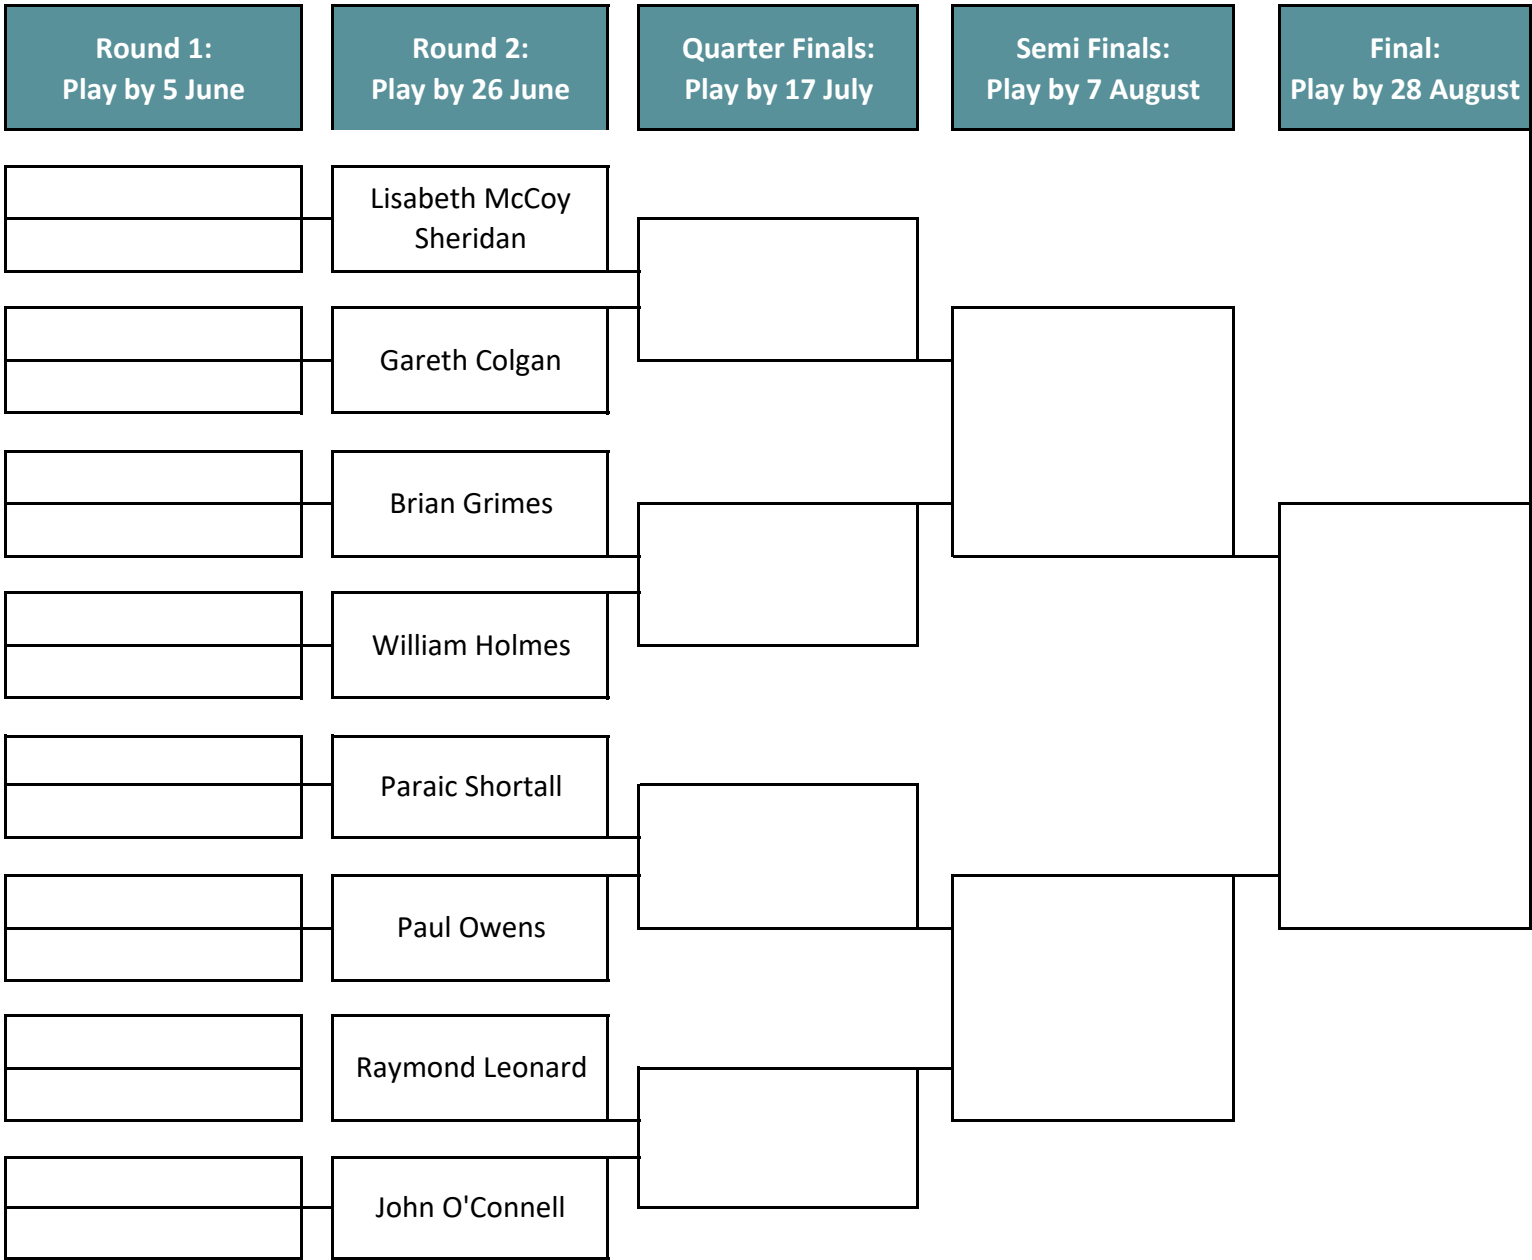 Round 1:
Play by 5 June
Round 2:
Play by 26 June
Quarter Finals:
Play by 17 July
Semi Finals:
Play by 7 August
Final:
Play by 28 August
Lisabeth McCoy
Sheridan
Gareth Colgan
Brian Grimes
William Holmes
Paraic Shortall
Paul Owens
Raymond Leonard
John O'Connell